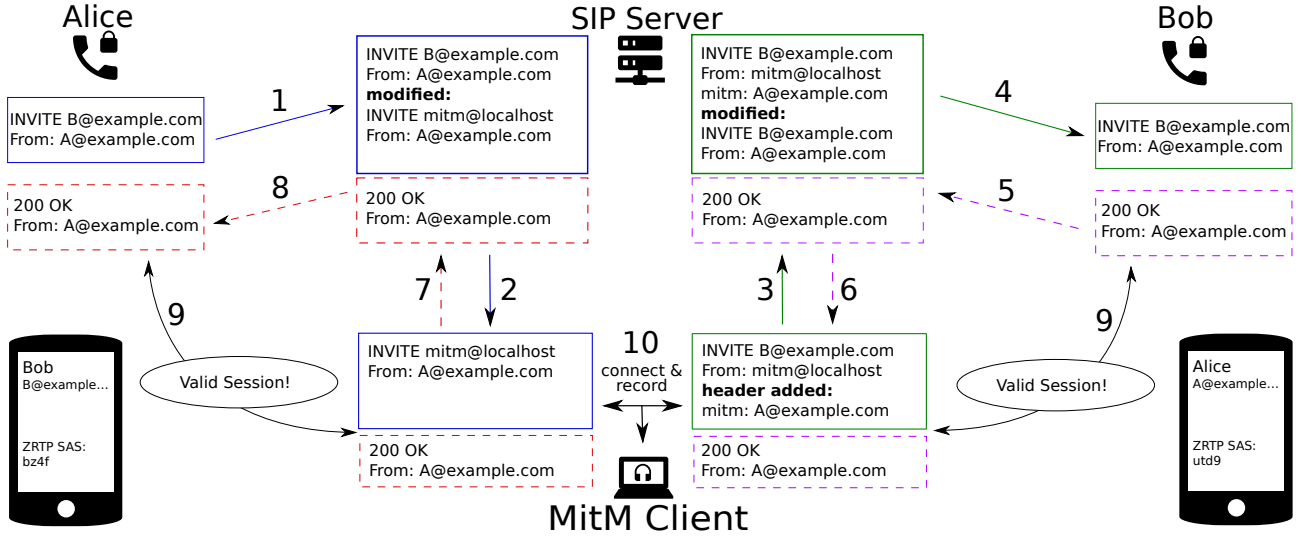 Alice
SIP Server
Bob
INVITE B@example.com
From: A@example.com
1
INVITE B@example.com
From: A@example.com
modified:
INVITE mitm@localhost
From: A@example.com
INVITE B@example.com
From: mitm@localhost
mitm: A@example.com
modified:
INVITE B@example.com
From: A@example.com
4
INVITE B@example.com
From: A@example.com
200 OK
From: A@example.com
8
200 OK
From: A@example.com
200 OK
From: A@example.com
5
200 OK
From: A@example.com
9
7
2
3
6
9
Bob
B@example...
ZRTP SAS:
bz4f
Valid Session!
INVITE mitm@localhost
From: A@example.com
10
connect &
record
INVITE B@example.com
From: mitm@localhost
header added:
mitm: A@example.com
Valid Session!
Alice
A@example...
ZRTP SAS:
utd9
200 OK
From: A@example.com
200 OK
From: A@example.com
MitM Client